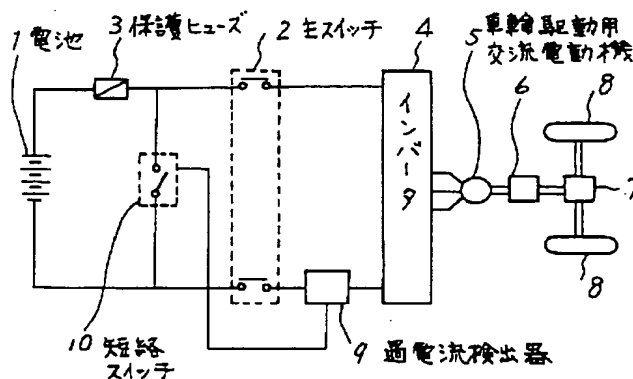 1 電池
3 保護ヒューズ
2 主スイッチ
4
インバータ
5 車輪駆動用
交流電動機
6
7
8
8
9 過電流検出器
10 短絡
スイッチ